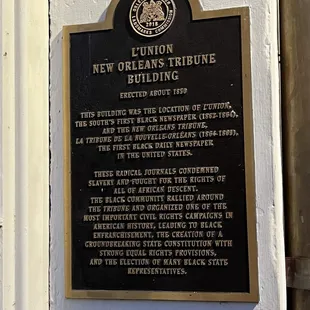 2018
L'UNION
NEW ORLEANS TRIBUNE
BUILDING
ERECTED ABOUT 1850
THIS BUILDING WAS THE LOCATION OF L'UNION,
THE SOUTH'S FIRST BLACK NEWSPAPER (1862-1864),
AND THE NEW ORLEANS TRIBUNE,
LA TRIBUNE DE LA NOUVELLE-ORLÉANS (1864-1869),
THE FIRST BLACK DAILY NEWSPAPER
IN THE UNITED STATES.
THESE RADICAL JOURNALS CONDEMNED
SLAVERY AND FOUGHT FOR THE RIGHTS OF
ALL OF AFRICAN DESCENT.
THE BLACK COMMUNITY RALLIED AROUND
THE TRIBUNE AND ORGANIZED ONE OF THE
MOST IMPORTANT CIVIL RIGHTS CAMPAIGNS IN
AMERICAN HISTORY, LEADING TO BLACK
ENFRANCHISEMENT, THE CREATION OF A
GROUNDBREAKING STATE CONSTITUTION WITH
STRONG EQUAL RIGHTS PROVISIONS,
AND THE ELECTION OF MANY BLACK STATE
REPRESENTATIVES.